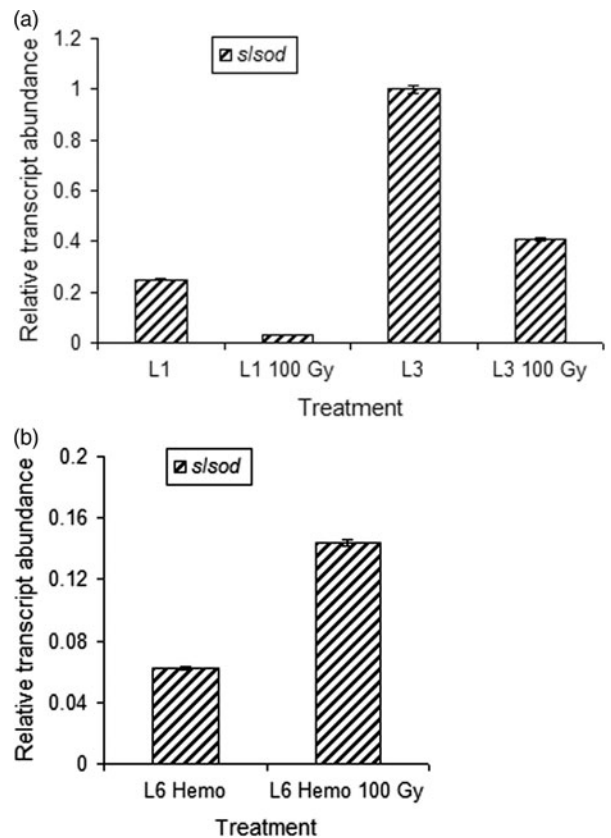 (a)
1.2
1
0.8
0.6
0.4
0.2
0
Relative transcript abundance
slsod
L1
L1 100 Gy
L3
L3 100 Gy
Treatment
(b)
0.2
0.16
0.12
0.08
0.04
0
Relative transcript abundance
slsod
L6 Hemo
L6 Hemo 100 Gy
Treatment